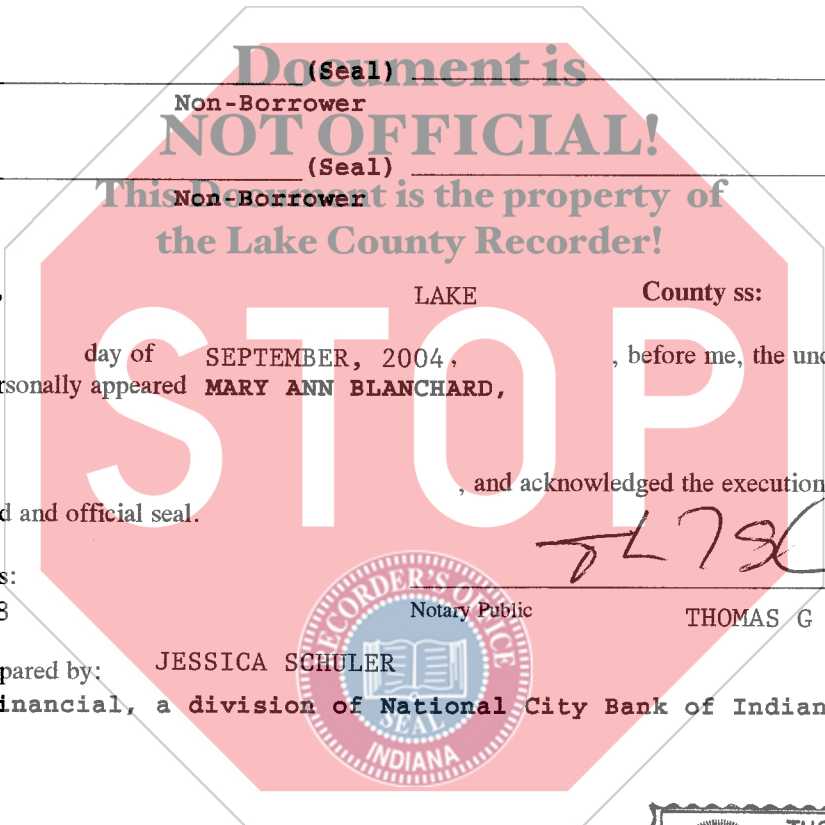 Document is
(Seal)
Non-Borrower
NOT OFFICIAL!
(Seal)
This Document is the property of
Non-Borrower
the Lake County Recorder!
LAKE County ss:
STOP
day of SEPTEMBER, 2004, , before me, the und
rsonally appeared MARY ANN BLANCHARD,
, and acknowledged the execution
d and official seal.
s:
8
Notary Public THOMAS G
pared by: JESSICA SCHULER
inancial, a division of National City Bank of Indian
RECORDER'S OFFICE
SEAL
INDIANA